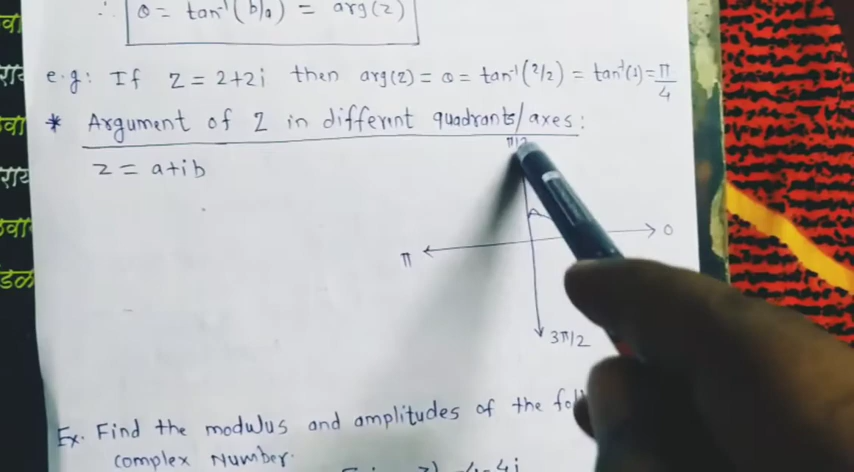 ∴ θ = tan⁻¹(b/a) = arg(z)
e.g: If z = 2+2i then arg(z) = θ = tan⁻¹(2/2) = tan⁻¹(1) = π/4
* Argument of Z in different quadrants/axes:
z = a+ib
π/2
0
π
3π/2
Ex. Find the modulus and amplitudes of the
complex Number.